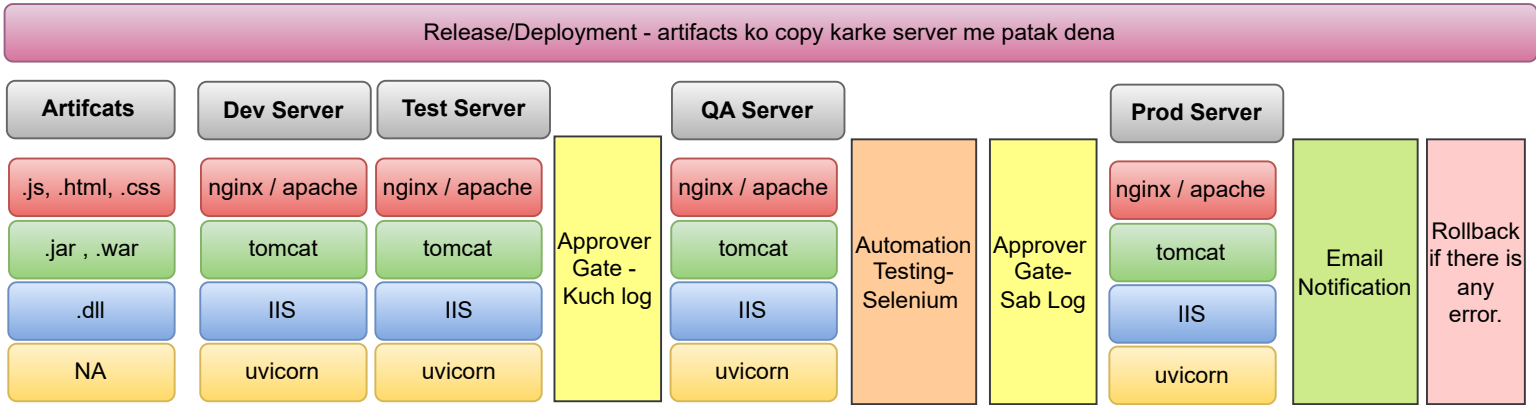 Release/Deployment - artifacts ko copy karke server me patak dena
Artifcats
Dev Server
Test Server
QA Server
Prod Server
.js, .html, .css
nginx / apache
nginx / apache
nginx / apache
nginx / apache
.jar , .war
tomcat
tomcat
tomcat
tomcat
.dll
IIS
IIS
IIS
IIS
NA
uvicorn
uvicorn
uvicorn
uvicorn
Approver
Gate -
Kuch log
Automation
Testing-
Selenium
Approver
Gate-
Sab Log
Email
Notification
Rollback
if there is
any
error.